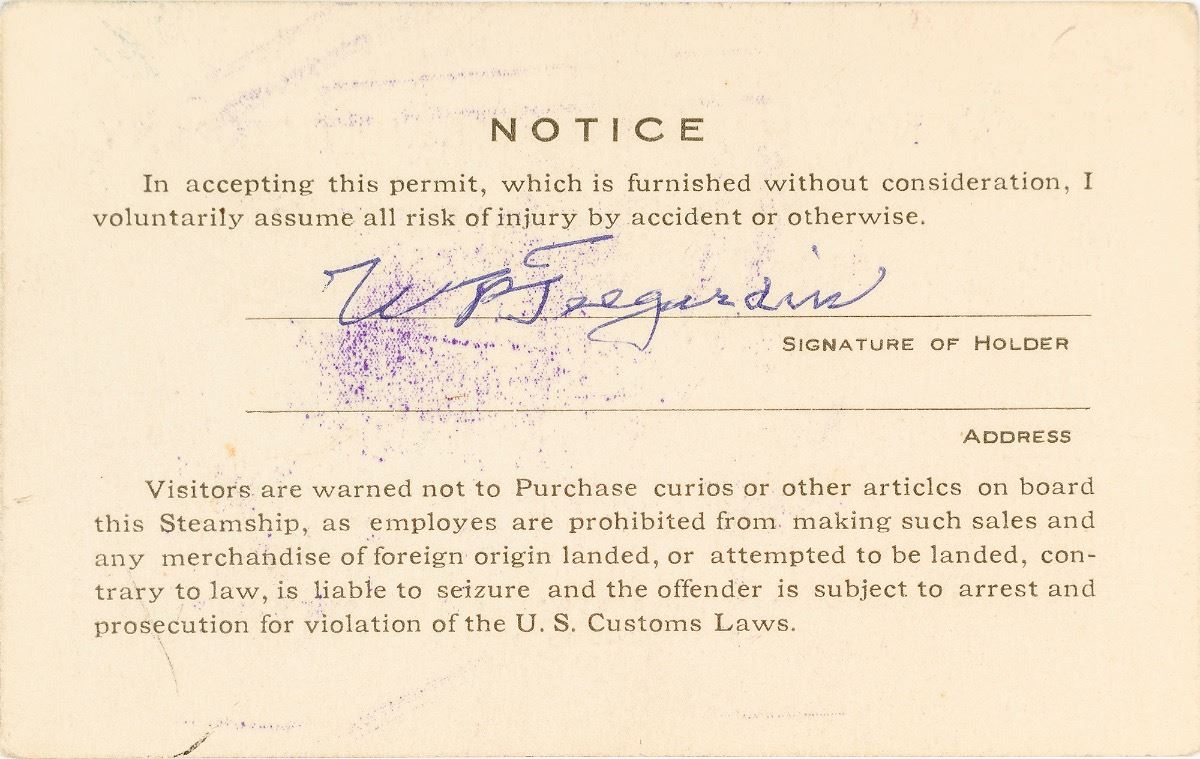 NOTICE
In accepting this permit, which is furnished without consideration, I
voluntarily assume all risk of injury by accident or otherwise.
W P Teegardin
SIGNATURE OF HOLDER
ADDRESS
Visitors are warned not to Purchase curios or other articlcs on board
this Steamship, as employes are prohibited from making such sales and
any merchandise of foreign origin landed, or attempted to be landed, con-
trary to law, is liable to seizure and the offender is subject to arrest and
prosecution for violation of the U. S. Customs Laws.